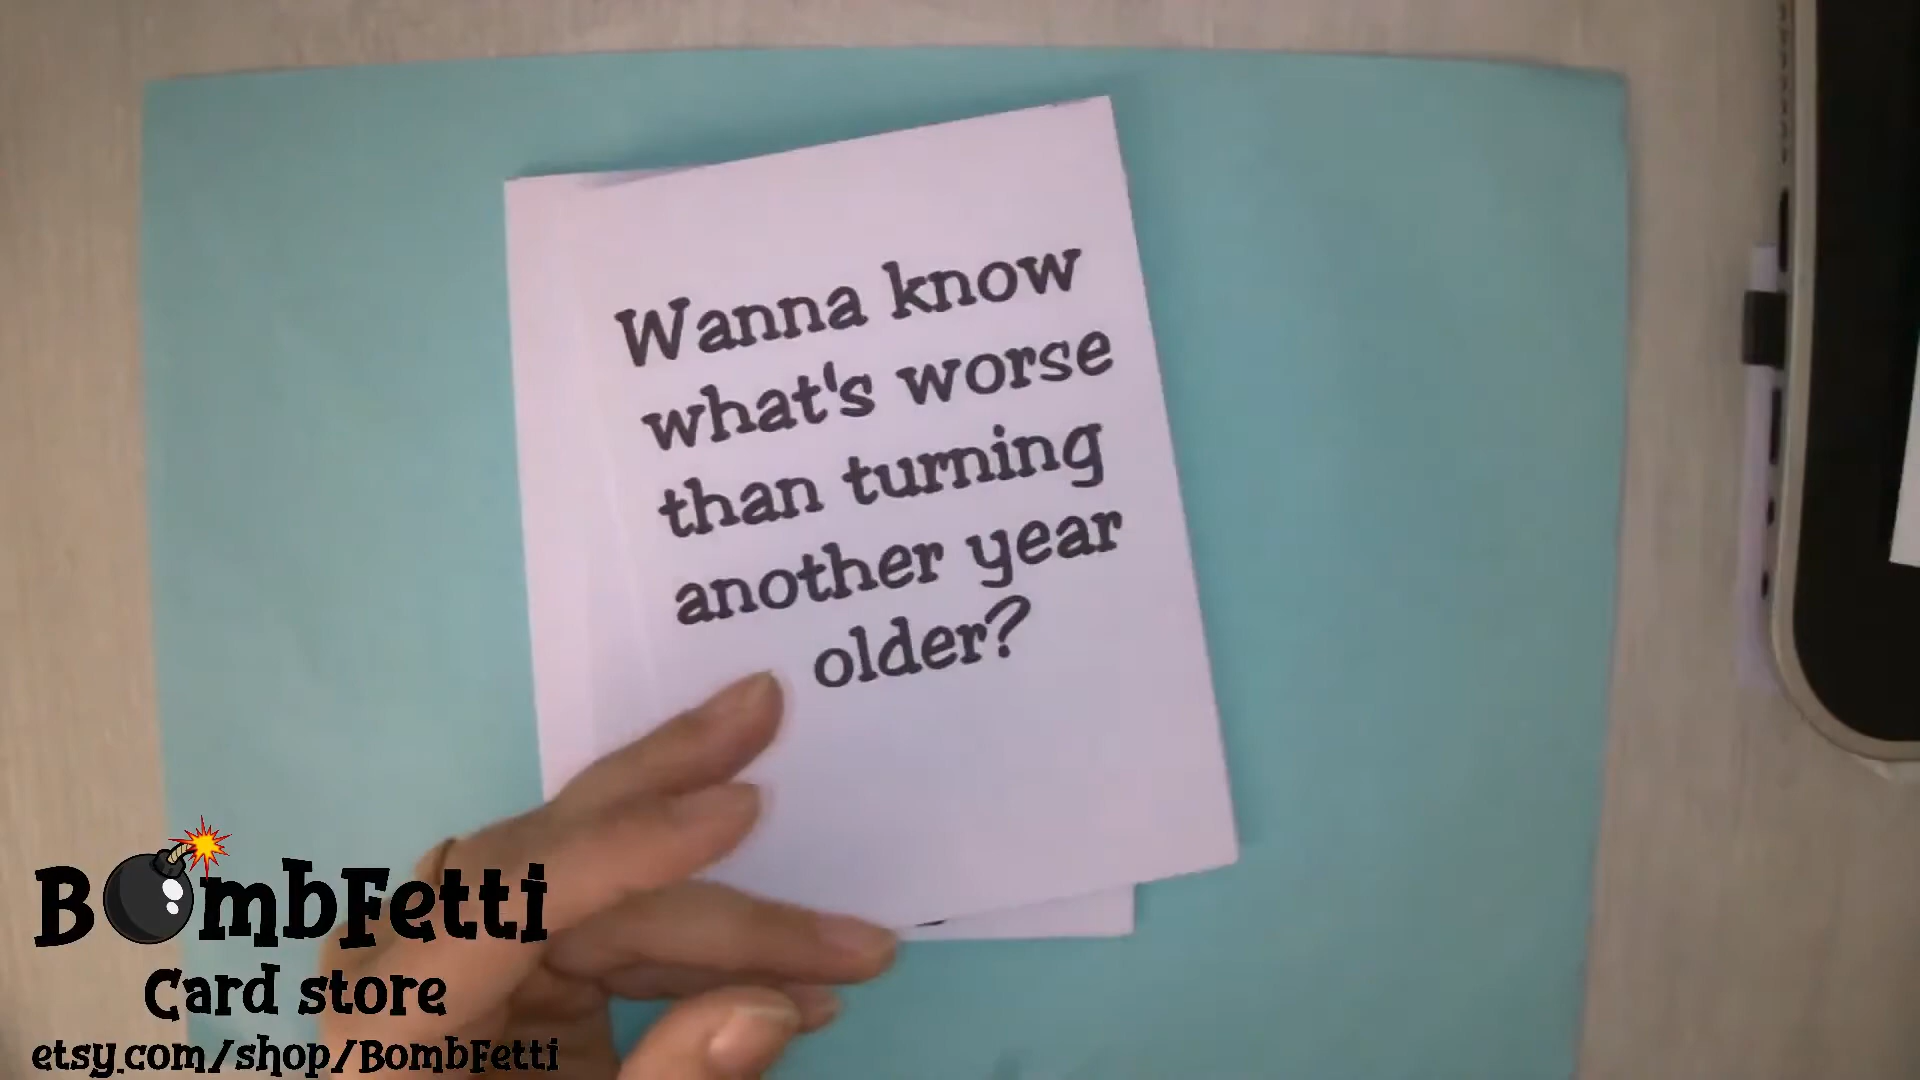 Wanna know
what's worse
than turning
another year
older?
BombFetti
Card store
etsy.com/shop/BombFetti